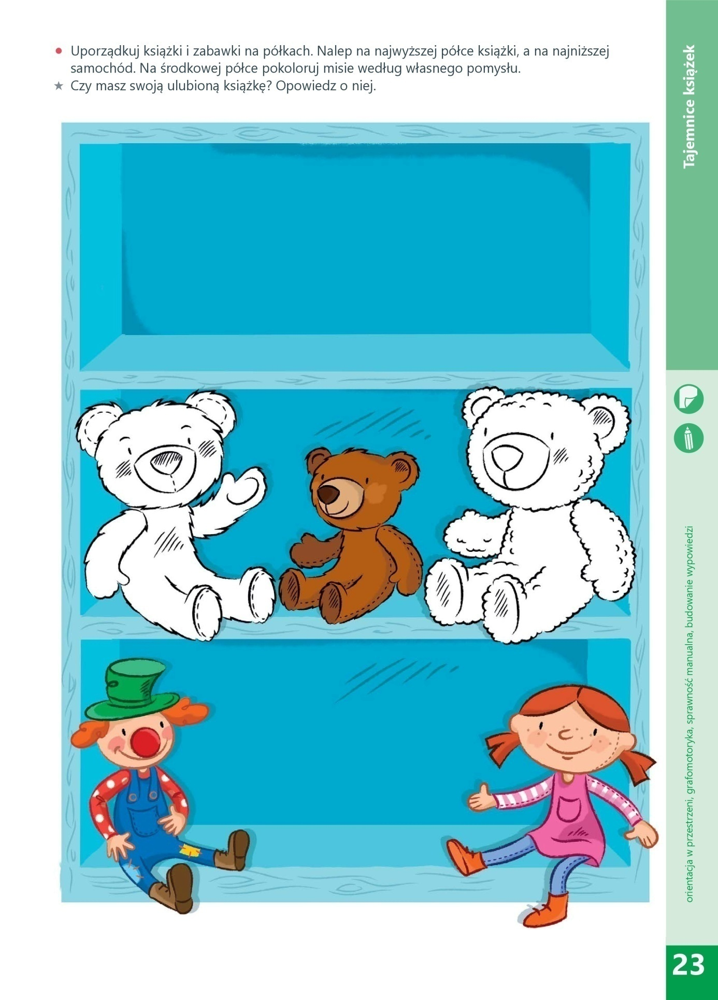 ● Uporządkuj książki i zabawki na półkach. Nalep na najwyższej półce książki, a na najniższej
samochód. Na środkowej półce pokoloruj misie według własnego pomysłu.
★ Czy masz swoją ulubioną książkę? Opowiedz o niej.
Tajemnice książek
orientacja w przestrzeni, grafomotoryka, sprawność manualna, budowanie wypowiedzi
23